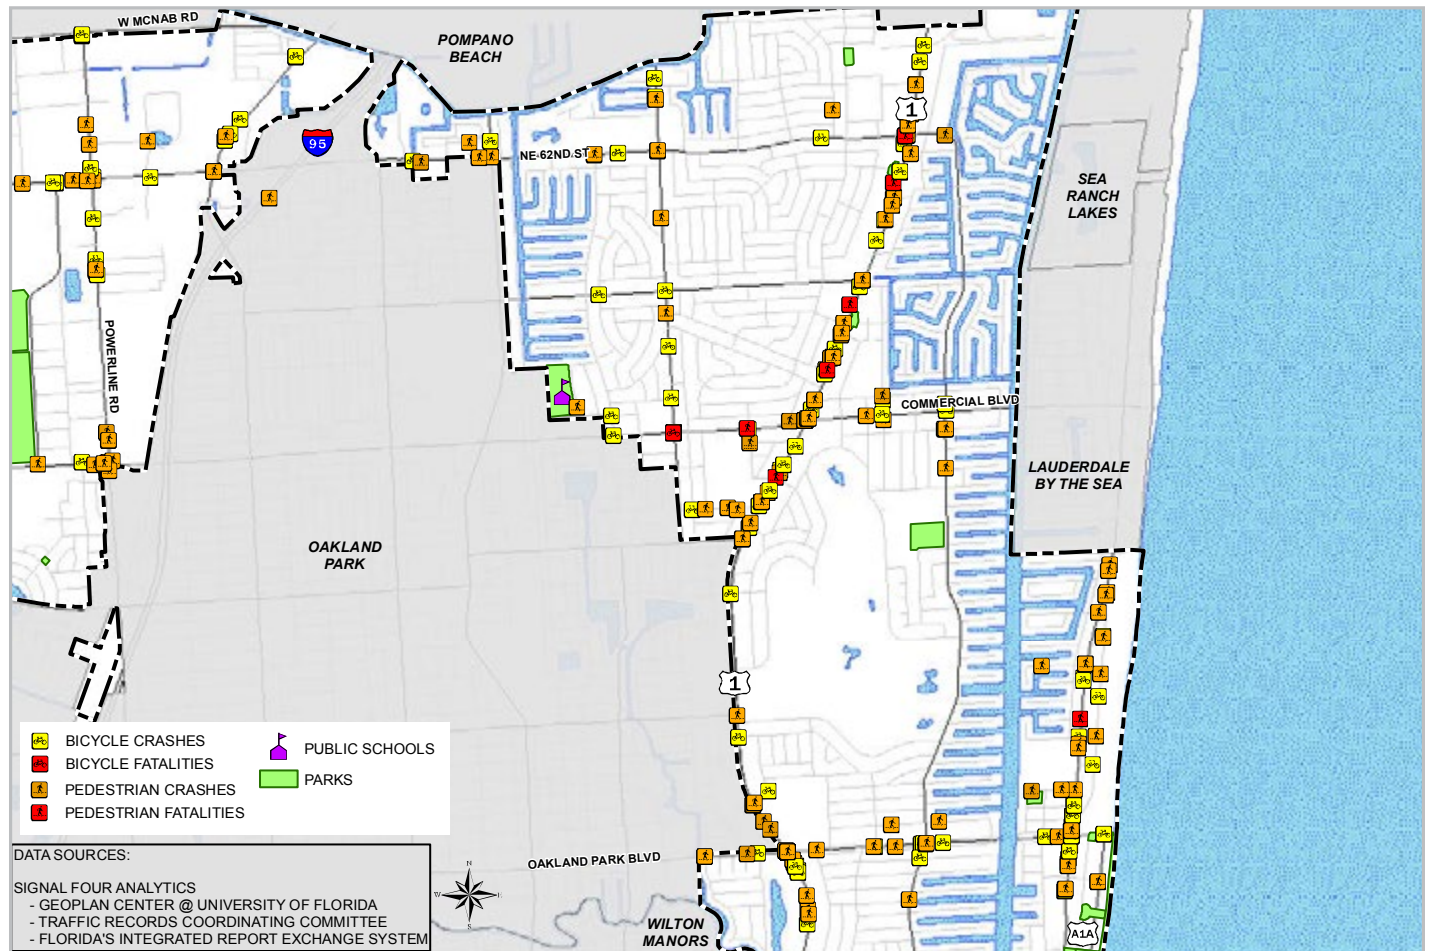 W MCNAB RD
POMPANO
BEACH
1
95
NE 62ND ST
SEA
RANCH
LAKES
POWERLINE RD
COMMERCIAL BLVD
LAUDERDALE
BY THE SEA
OAKLAND
PARK
1
BICYCLE CRASHES
BICYCLE FATALITIES
PEDESTRIAN CRASHES
PEDESTRIAN FATALITIES
PUBLIC SCHOOLS
PARKS
OAKLAND PARK BLVD
DATA SOURCES:
SIGNAL FOUR ANALYTICS
- GEOPLAN CENTER @ UNIVERSITY OF FLORIDA
- TRAFFIC RECORDS COORDINATING COMMITTEE
- FLORIDA'S INTEGRATED REPORT EXCHANGE SYSTEM
N
W
E
S
WILTON
MANORS
A1A